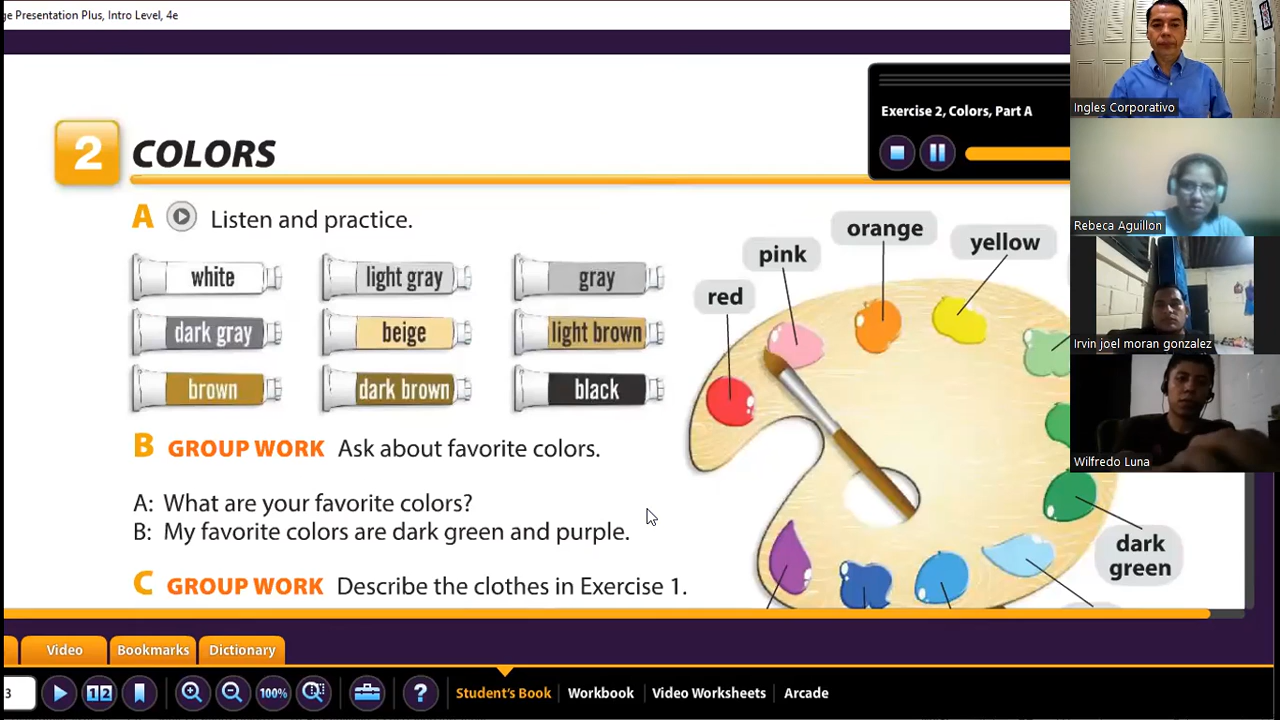 ge Presentation Plus, Intro Level, 4e
Exercise 2, Colors, Part A
2 COLORS
A Listen and practice.
white light gray gray
dark gray beige light brown
brown dark brown black
red
pink
orange
yellow
dark
green
B GROUP WORK Ask about favorite colors.
A: What are your favorite colors?
B: My favorite colors are dark green and purple.
C GROUP WORK Describe the clothes in Exercise 1.
Ingles Corporativo
Rebeca Aguillon
Irvin joel moran gonzalez
Wilfredo Luna
Video Bookmarks Dictionary
3 12 100% ? Student's Book Workbook Video Worksheets Arcade